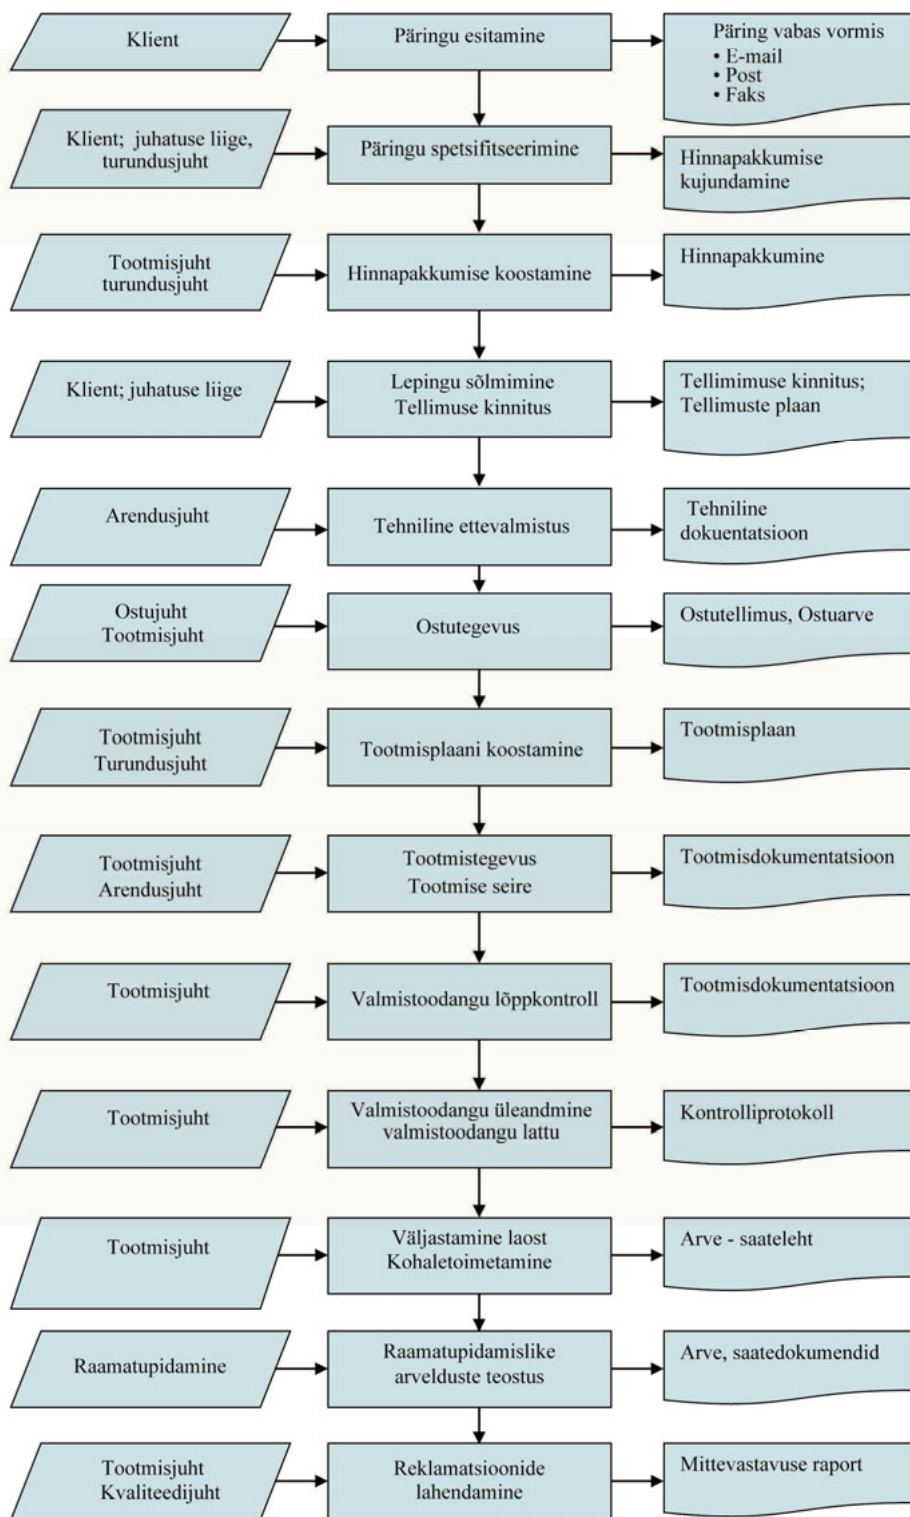 Klient
Päringu esitamine
Päring vabas vormis
• E-mail
• Post
• Faks
Klient; juhatuse liige,
turundusjuht
Päringu spetsifitseerimine
Hinnapakkumise
kujundamine
Tootmisjuht
turundusjuht
Hinnapakkumise koostamine
Hinnapakkumine
Klient; juhatuse liige
Lepingu sõlmimine
Tellimuse kinnitus
Tellimimuse kinnitus;
Tellimuste plaan
Arendusjuht
Tehniline ettevalmistus
Tehniline
dokuentatsioon
Ostujuht
Tootmisjuht
Ostutegevus
Ostutellimus, Ostuarve
Tootmisjuht
Turundusjuht
Tootmisplaani koostamine
Tootmisplaan
Tootmisjuht
Arendusjuht
Tootmistegevus
Tootmise seire
Tootmisdokumentatsioon
Tootmisjuht
Valmistoodangu lõppkontroll
Tootmisdokumentatsioon
Tootmisjuht
Valmistoodangu üleandmine
valmistoodangu lattu
Kontrolliprotokoll
Tootmisjuht
Väljastamine laost
Kohaletoimetamine
Arve - saateleht
Raamatupidamine
Raamatupidamislike
arvelduste teostus
Arve, saatedokumendid
Tootmisjuht
Kvaliteedijuht
Reklamatsioonide
lahendamine
Mittevastavuse raport